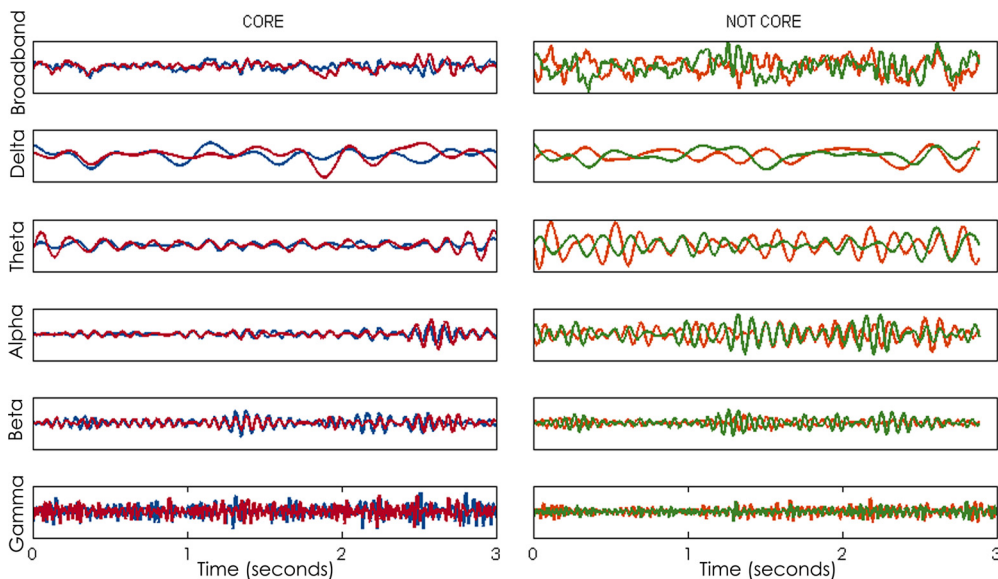 CORE
NOT CORE
Broadband
Delta
Theta
Alpha
Beta
Gamma
0 1 2 3
0 1 2 3
Time (seconds)
Time (seconds)